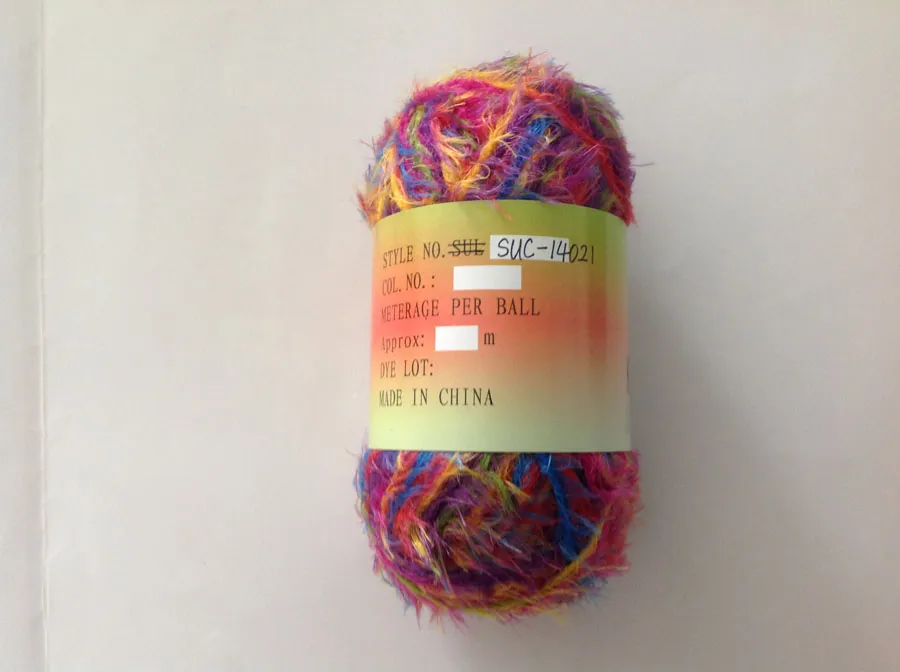 STYLE NO. SUL SUC-14021
COL. NO. :
METERAGE PER BALL
Approx: m
DYE LOT:
MADE IN CHINA